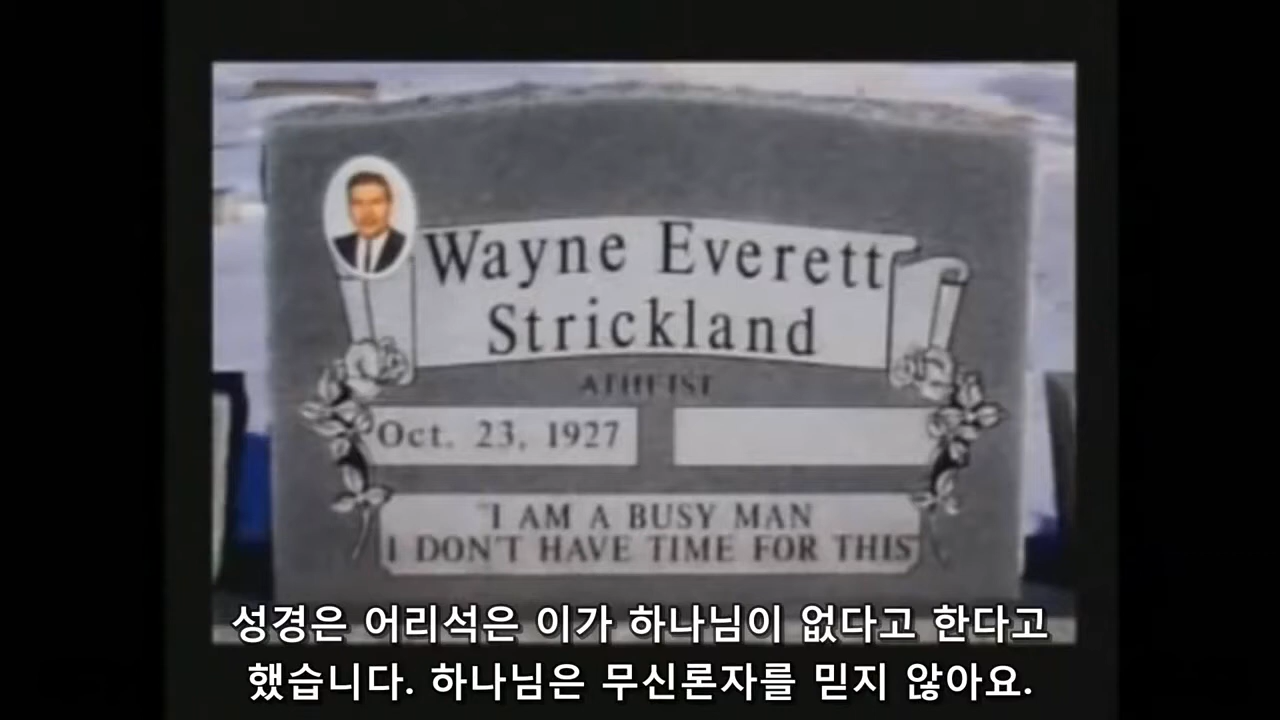 Wayne Everett
Strickland
ATHEIST
Oct. 23, 1927
"I AM A BUSY MAN
I DON'T HAVE TIME FOR THIS
성경은 어리석은 이가 하나님이 없다고 한다고
했습니다. 하나님은 무신론자를 믿지 않아요.